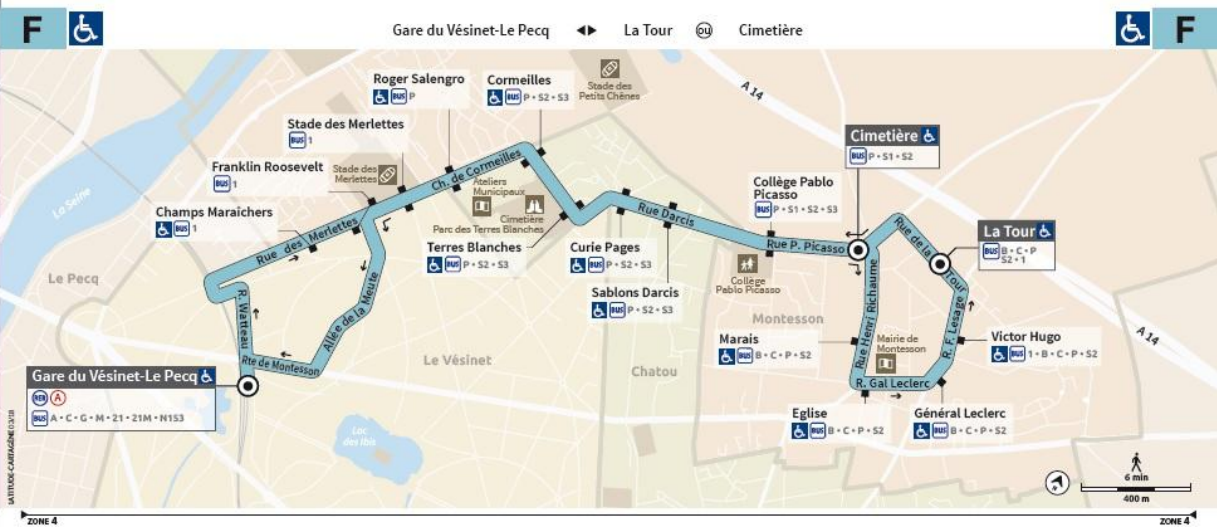 F
Gare du Vésinet-Le Pecq ◄► La Tour OU Cimetière
F
Roger Salengro
BUS P
Cormeilles
BUS P • S2 • S3
Stade des
Petits Chênes
A 14
Stade des Merlettes
BUS 1
Cimetière
BUS P • S1 • S2
Franklin Roosevelt
BUS 1
Stade des
Merlettes
Ch. de Cormeilles
Ateliers
Municipaux
Cimetière
Parc des Terres Blanches
Collège Pablo
Picasso
BUS P • S1 • S2 • S3
La Seine
Champs Maraîchers
BUS 1
Rue des Merlettes
Terres Blanches
BUS P • S2 • S3
Curie Pages
BUS P • S2 • S3
Rue Darcis
Rue P. Picasso
Rue de la Tour
La Tour
BUS B • C • P
S2 • 1
Le Pecq
Sablons Darcis
BUS P • S2 • S3
Collège
Pablo Picasso
Montesson
R. Watteau
Allée de la Meute
Rte de Montesson
Le Vésinet
Chatou
Marais
BUS B • C • P • S2
Rue Henri Richaume
Mairie de
Montesson
R. F. Lesage
Victor Hugo
BUS 1 • B • C • P • S2
A 14
R. Gal Leclerc
Gare du Vésinet-Le Pecq
RER A
BUS A • C • G • M • 21 • 21M • N153
Eglise
BUS B • C • P • S2
Général Leclerc
BUS B • C • P • S2
Lac
des Ibis
6 min
400 m
ZONE 4
ZONE 4